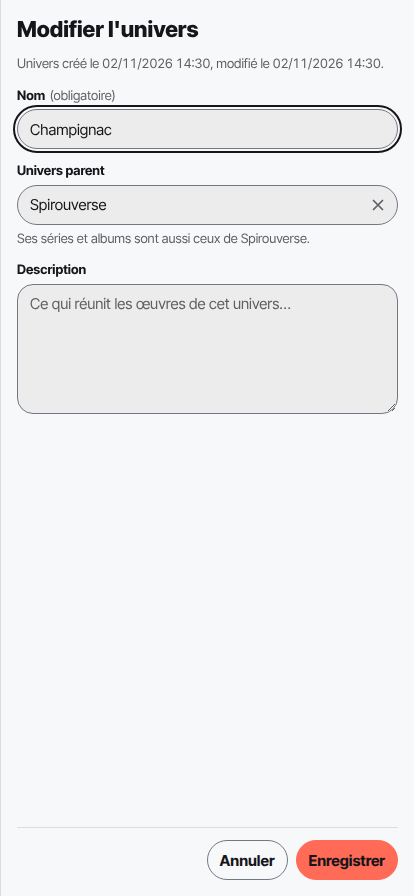 Modifier l'univers
Univers créé le 02/11/2026 14:30, modifié le 02/11/2026 14:30.
Nom (obligatoire)
Champignac
Univers parent
Spirouverse
Ses séries et albums sont aussi ceux de Spirouverse.
Description
Ce qui réunit les œuvres de cet univers...
Annuler
Enregistrer